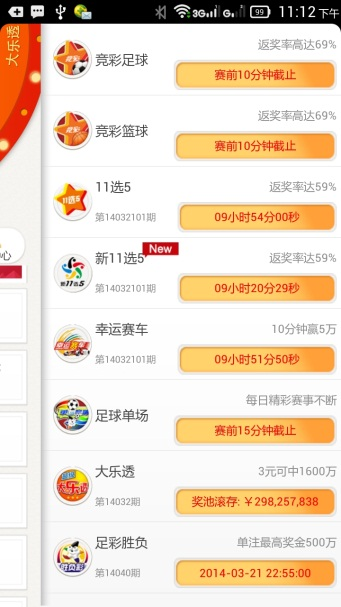 3G G 99 11:12 下午
大乐透
竞彩足球
返奖率高达69%
赛前10分钟截止
竞彩篮球
返奖率高达69%
赛前10分钟截止
11选5
返奖率达59%
第14032101期
09小时54分00秒
新11选5
New
返奖率达59%
第14032101期
09小时20分29秒
幸运赛车
10分钟赢5万
第14032101期
09小时51分50秒
足球单场
每日精彩赛事不断
赛前15分钟截止
大乐透
3元可中1600万
第14032期
奖池滚存: ￥298,257,838
足彩胜负
单注最高奖金500万
第14040期
2014-03-21 22:55:00
心